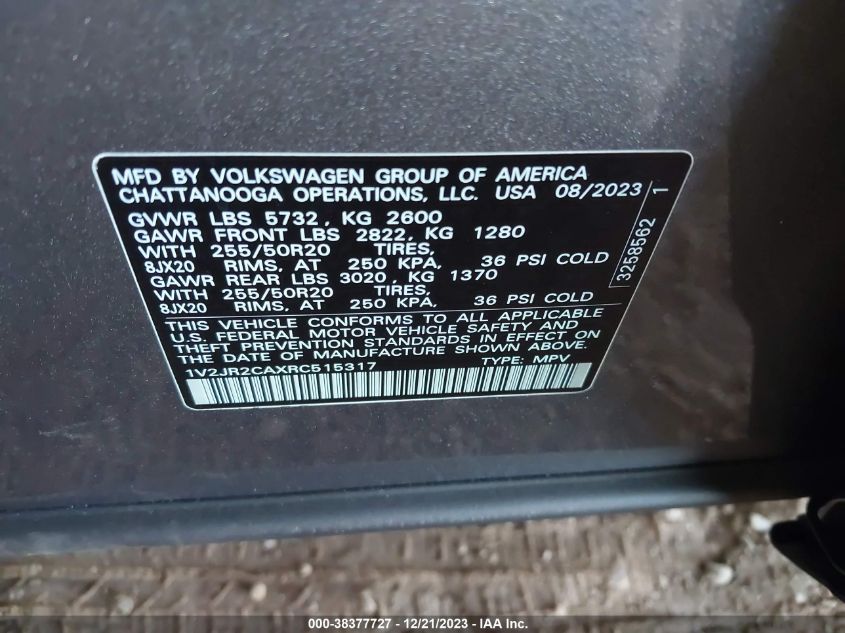 MFD BY VOLKSWAGEN GROUP OF AMERICA
CHATTANOOGA OPERATIONS, LLC. USA 08/2023
GVWR LBS 5732, KG 2600
GAWR FRONT LBS 2822, KG 1280
WITH 255/50R20 TIRES,
8JX20 RIMS, AT 250 KPA, 36 PSI COLD
GAWR REAR LBS 3020, KG 1370
WITH 255/50R20 TIRES,
8JX20 RIMS, AT 250 KPA, 36 PSI COLD
THIS VEHICLE CONFORMS TO ALL APPLICABLE
U.S. FEDERAL MOTOR VEHICLE SAFETY AND
THEFT PREVENTION STANDARDS IN EFFECT ON
THE DATE OF MANUFACTURE SHOWN ABOVE.
1V2JR2CAXRC515317 TYPE: MPV
3258562 1
000-38377727 - 12/21/2023 - IAA Inc.